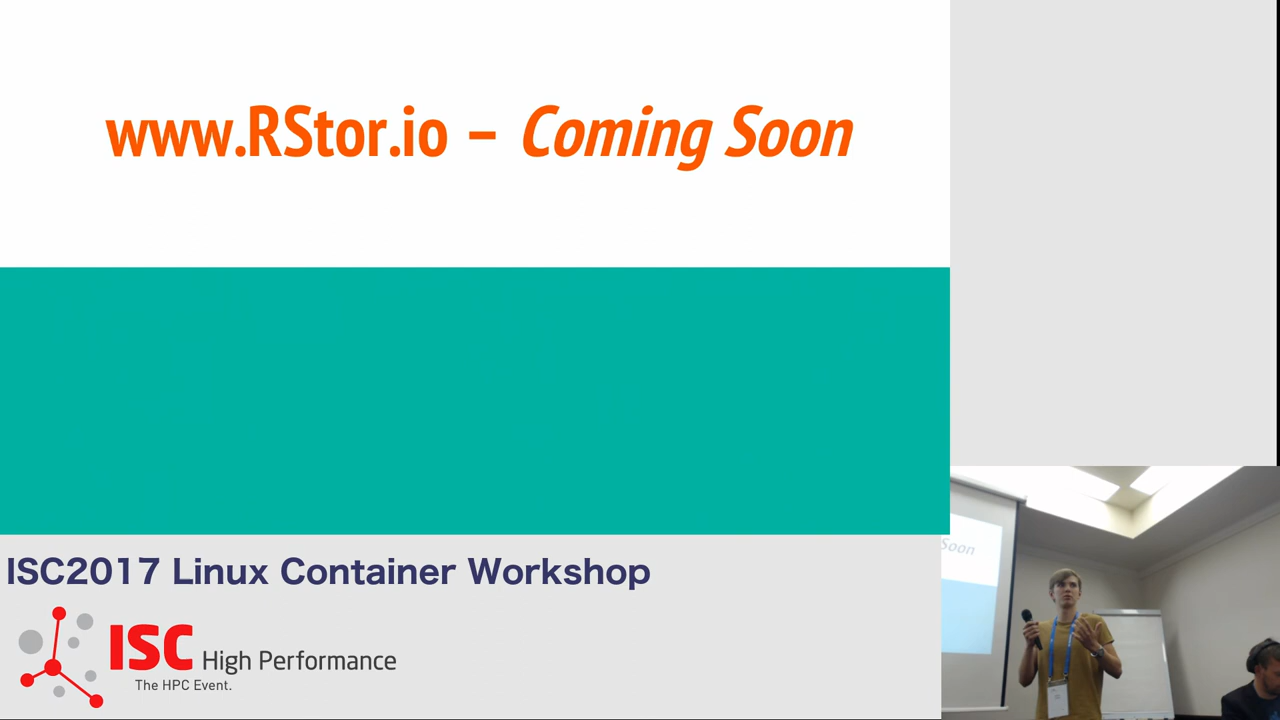 www.RStor.io – Coming Soon
ISC2017 Linux Container Workshop
ISC High Performance
The HPC Event.
Soon